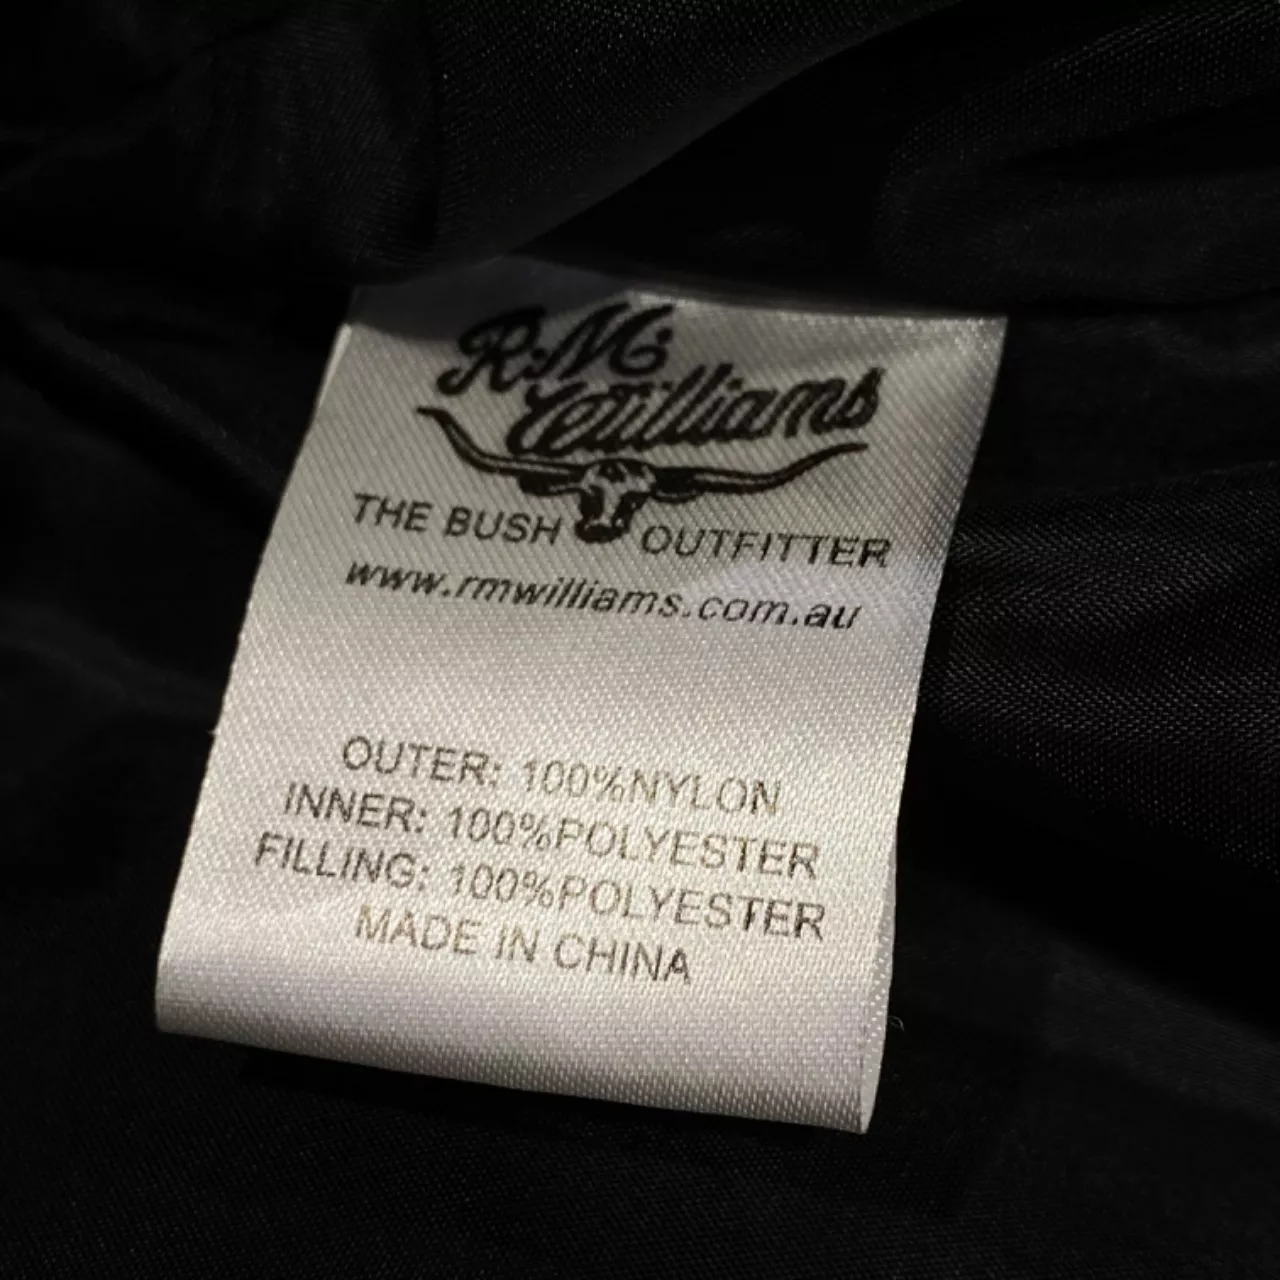 R.M.
Williams
THE BUSH OUTFITTER
www.rmwilliams.com.au
OUTER: 100%NYLON
INNER: 100%POLYESTER
FILLING: 100%POLYESTER
MADE IN CHINA